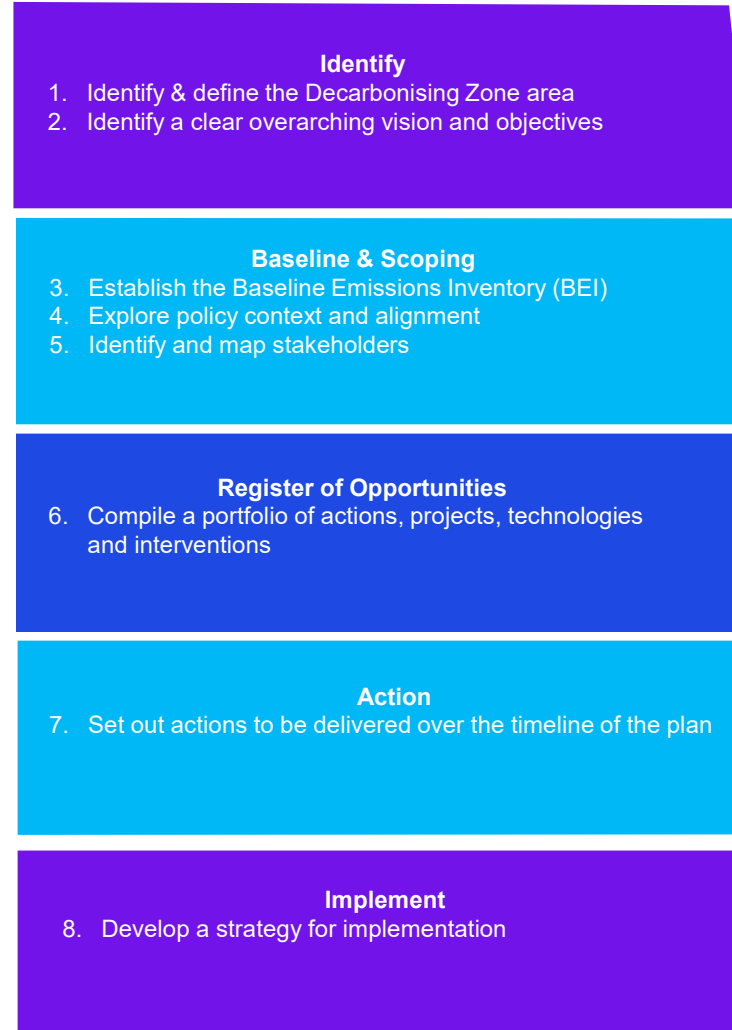 Identify
1. Identify & define the Decarbonising Zone area
2. Identify a clear overarching vision and objectives
Baseline & Scoping
3. Establish the Baseline Emissions Inventory (BEI)
4. Explore policy context and alignment
5. Identify and map stakeholders
Register of Opportunities
6. Compile a portfolio of actions, projects, technologies
and interventions
Action
7. Set out actions to be delivered over the timeline of the plan
Implement
8. Develop a strategy for implementation